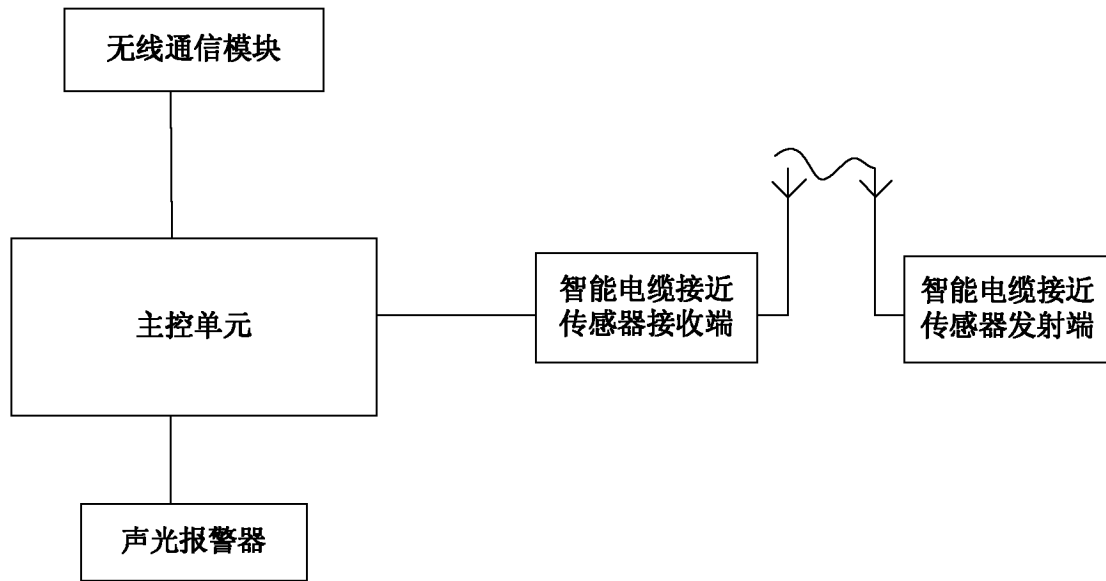 无线通信模块
主控单元
智能电缆接近
传感器接收端
智能电缆接近
传感器发射端
声光报警器